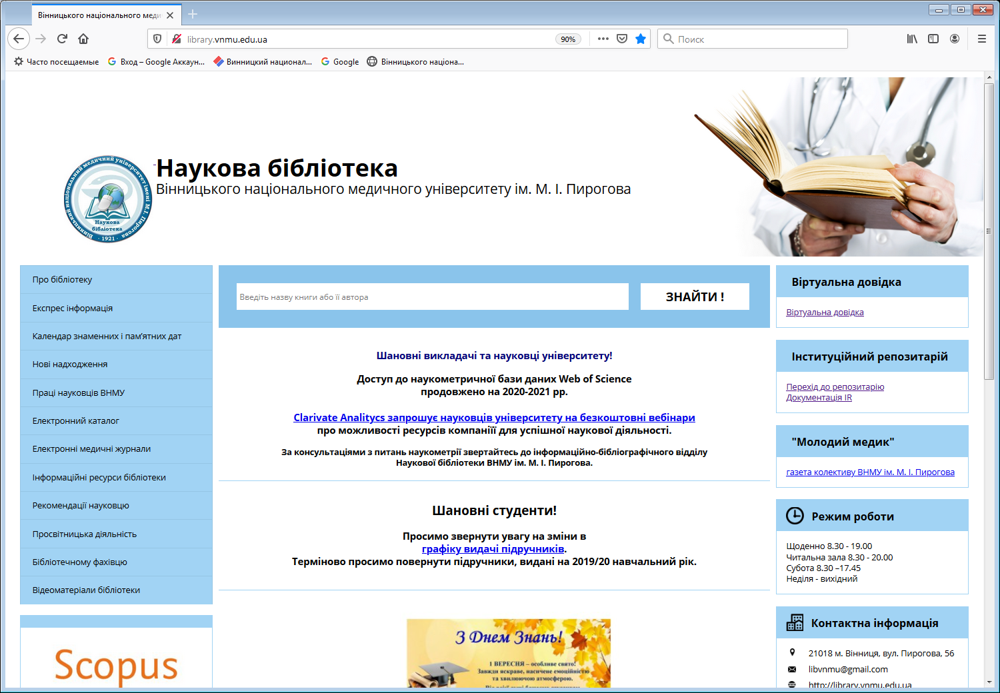 Вінницького національного меди
library.vnmu.edu.ua
90%
Поиск
Часто посещаемые
Вход – Google Аккаун...
Винницкий национал...
Google
Вінницького націона...
Вінницький національний медичний університет імені М.І. Пирогова
Наукова
бібліотека
· 1921 ·
Наукова бібліотека
Вінницького національного медичного університету ім. М. І. Пирогова
Про бібліотеку
Експрес інформація
Календар знаменних і пам'ятних дат
Нові надходження
Праці науковців ВНМУ
Електронний каталог
Електронні медичні журнали
Інформаційні ресурси бібліотеки
Рекомендації науковцю
Просвітницька діяльність
Бібліотечному фахівцю
Відеоматеріали бібліотеки
Scopus
Введіть назву книги або її автора
ЗНАЙТИ !
Шановні викладачі та науковці університету!
Доступ до наукометричної бази даних Web of Science
продовжено на 2020-2021 рр.
Clarivate Analitycs запрошує науковців університету на безкоштовні вебінари
про можливості ресурсів компаніїї для успішної наукової діяльності.
За консультаціями з питань наукометрії звертайтесь до інформаційно-бібліографічного відділу
Наукової бібліотеки ВНМУ ім. М. І. Пирогова.
Шановні студенти!
Просимо звернути увагу на зміни в
графіку видачі підручників.
Терміново просимо повернути підручники, видані на 2019/20 навчальний рік.
З Днем Знань!
1 ВЕРЕСНЯ – особливе свято!
Завжди яскраве, насичене емоційністю
та хвилюючою атмосферою.
Віртуальна довідка
Віртуальна довідка
Інституційний репозитарій
Перехід до репозитарію
Документація IR
"Молодий медик"
газета колективу ВНМУ ім. М. І. Пирогова
Режим роботи
Щоденно 8.30 - 19.00
Читальна зала 8.30 - 20.00
Субота 8.30 –17.45
Неділя - вихідний
Контактна інформація
21018 м. Вінниця, вул. Пирогова, 56
libvnmu@gmail.com
http://library.vnmu.edu.ua